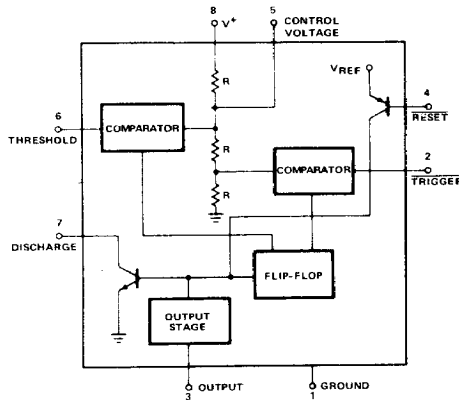 8
V+
5
CONTROL
VOLTAGE
R
VREF
4
RESET
6
THRESHOLD
COMPARATOR
R
COMPARATOR
2
TRIGGER
R
7
DISCHARGE
FLIP-FLOP
OUTPUT
STAGE
3
OUTPUT
1
GROUND